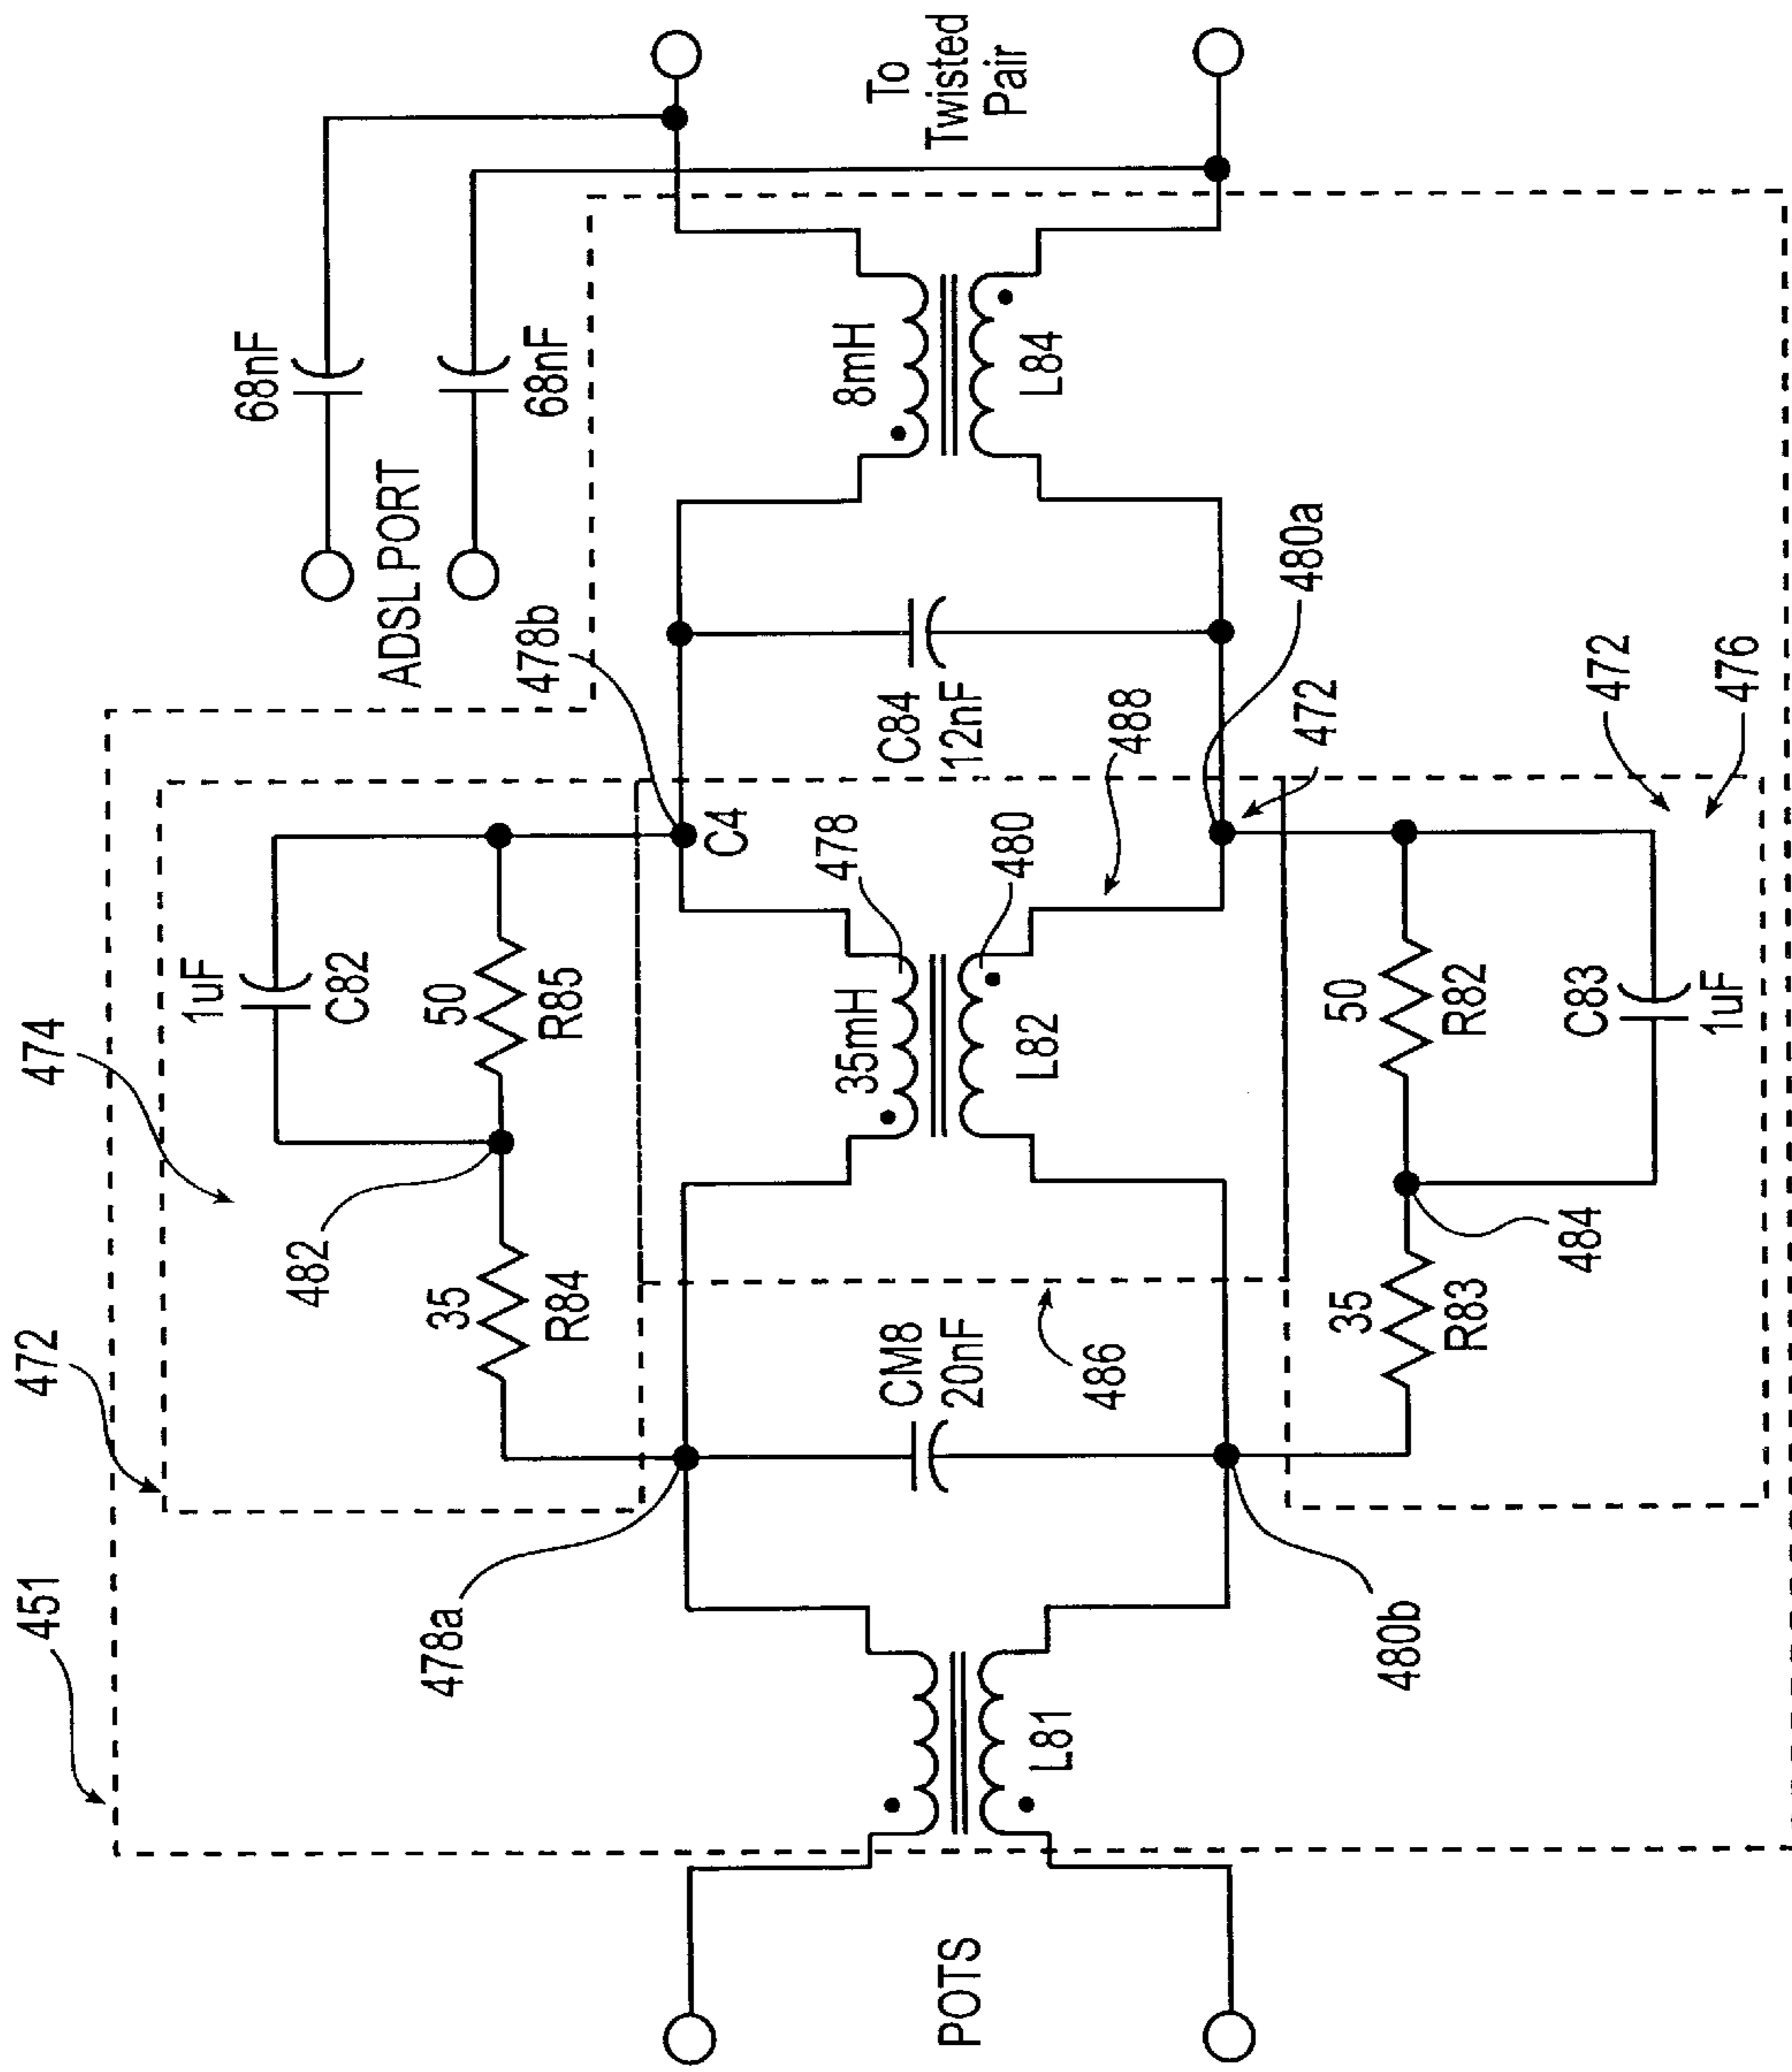 451
472
474
1uF
68nF
482
C82
ADSLPORT
478a
35
50
478b
68nF
R84
R85
C4
35mH
478
8mH
CM8
20nF
C84
12nF
To
Twisted
Pair
POTS
480
L81
L82
L84
486
488
472
480a
35
50
480b
R83
R82
484
C83
1uF
472
476